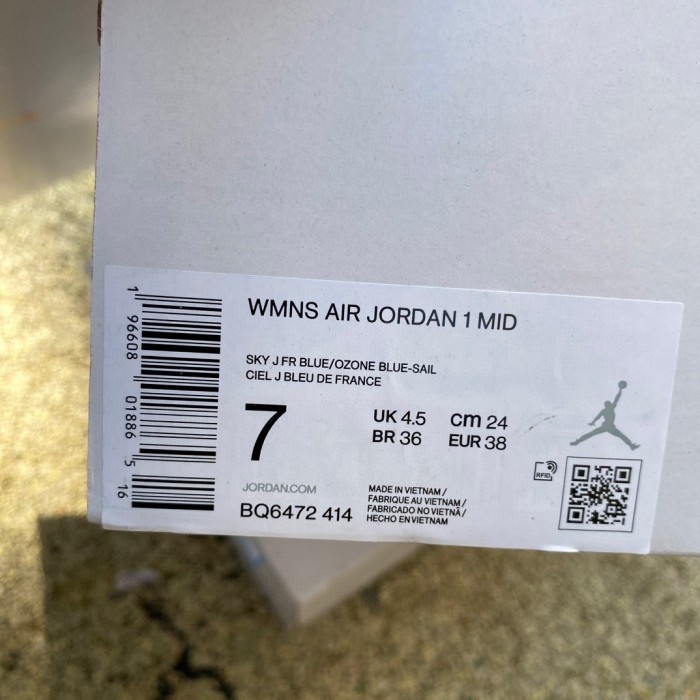 1 96608 01886 5 16
WMNS AIR JORDAN 1 MID
SKY J FR BLUE/OZONE BLUE-SAIL
CIEL J BLEU DE FRANCE
7
UK 4.5 cm 24
BR 36 EUR 38
JORDAN.COM
BQ6472 414
MADE IN VIETNAM /
FABRIQUE AU VIETNAM /
FABRICADO NO VIETNÃ /
HECHO EN VIETNAM
RFID